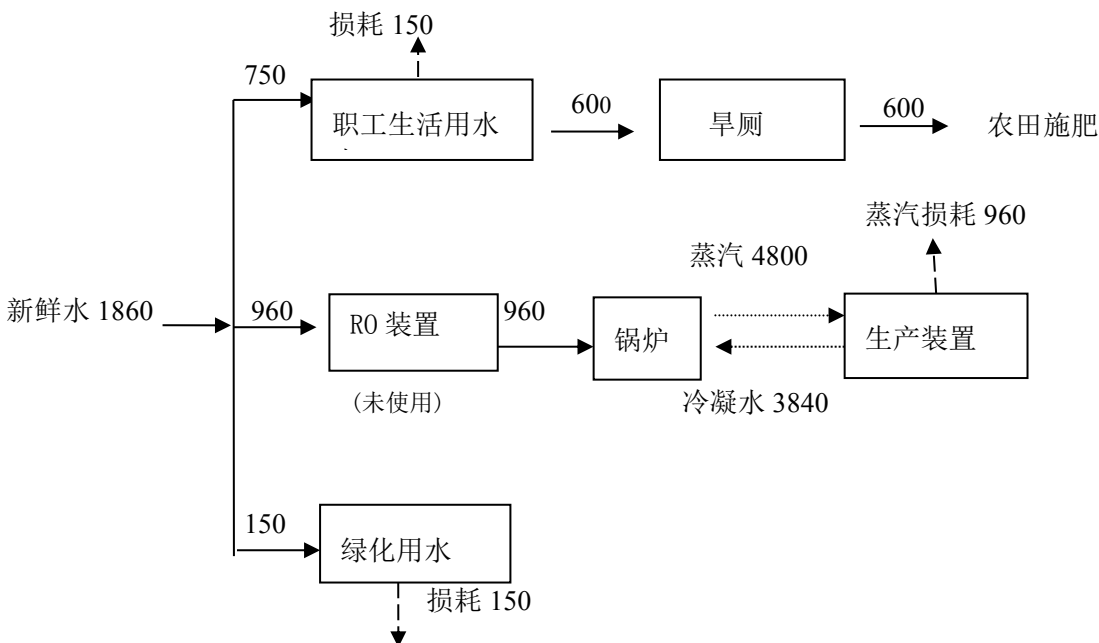 损耗 150
750
职工生活用水
600
旱厕
600
农田施肥
蒸汽损耗 960
蒸汽 4800
新鲜水 1860
960
RO 装置
960
锅炉
生产装置
(未使用)
冷凝水 3840
150
绿化用水
损耗 150